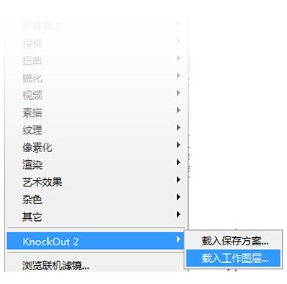 模糊
扭曲
锐化
视频
素描
纹理
像素化
渲染
艺术效果
杂色
其它
KnockOut 2
载入保存方案...
载入工作图层...
浏览联机滤镜...